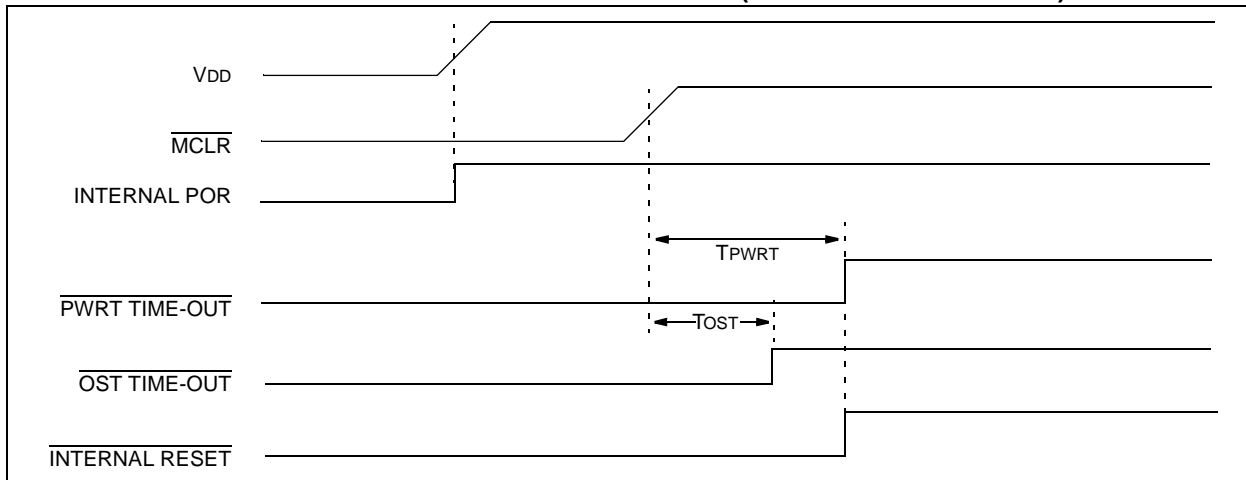 VDD
MCLR
INTERNAL POR
TPWRT
PWRT TIME-OUT
TOST
OST TIME-OUT
INTERNAL RESET